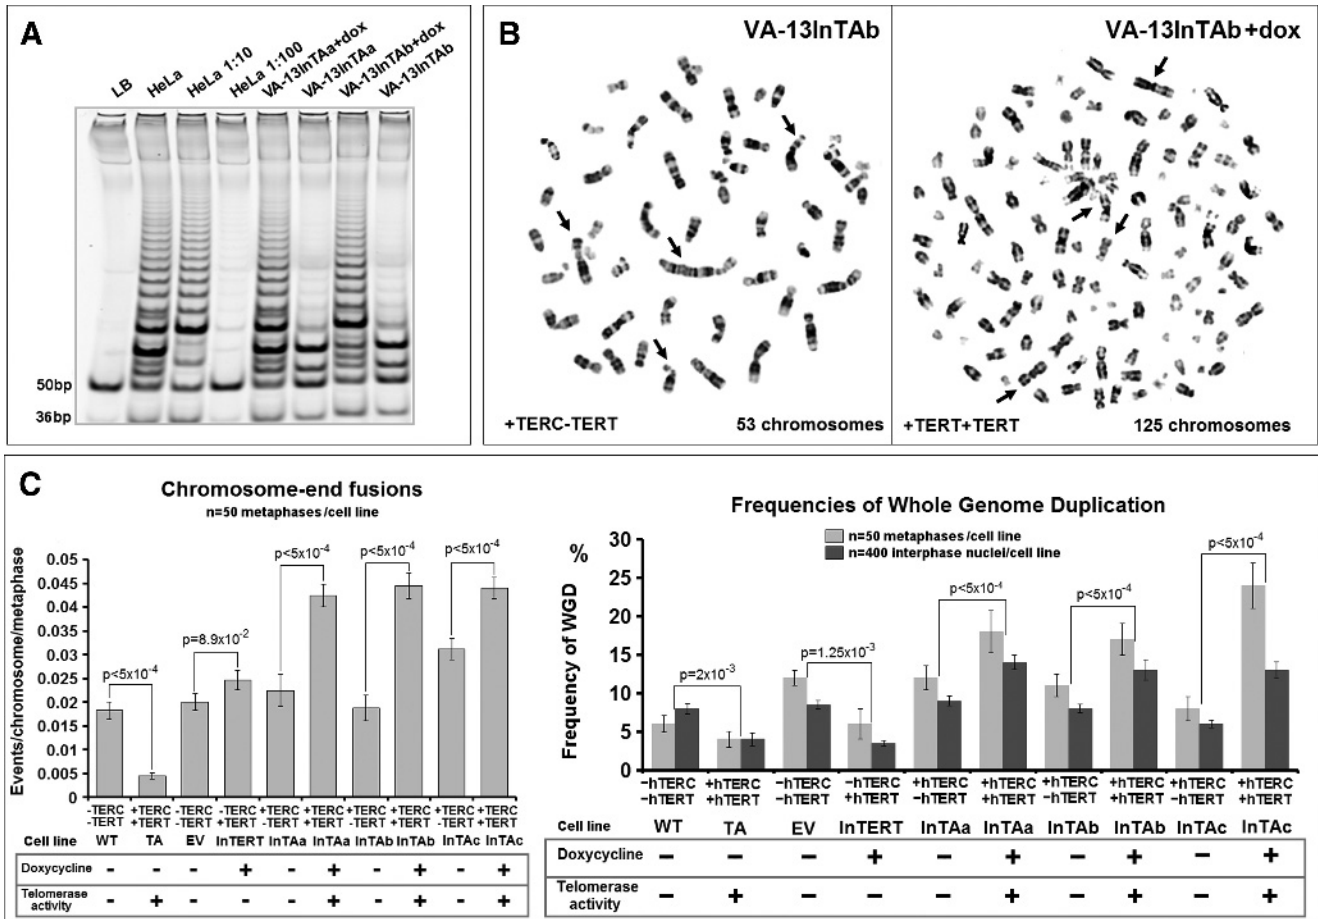 A
LB
HeLa
HeLa 1:10
HeLa 1:100
VA-13InTAa+dox
VA-13InTAa
VA-13InTAb+dox
VA-13InTAb
50bp
36bp
B
VA-13InTAb
+TERC-TERT
53 chromosomes
VA-13InTAb+dox
+TERT+TERT
125 chromosomes
C
Chromosome-end fusions
n=50 metaphases/cell line
Events/chromosome/metaphase
0.05
0.045
0.04
0.035
0.03
0.025
0.02
0.015
0.01
0.005
0
p<5x10⁻⁴
p=8.9x10⁻²
p<5x10⁻⁴
p<5x10⁻⁴
p<5x10⁻⁴
-TERC +TERC -TERC -TERC +TERC +TERC +TERC +TERC +TERC +TERC
-TERT +TERT -TERT +TERT -TERT +TERT -TERT +TERT -TERT +TERT
Cell line WT TA EV InTERT InTAa InTAa InTAb InTAb InTAc InTAc
Doxycycline - - - + - + - + - +
Telomerase
activity - + - - - + - + - +
Frequencies of Whole Genome Duplication
n=50 metaphases/cell line
n=400 interphase nuclei/cell line
%
Frequency of WGD
30
25
20
15
10
5
0
p=2x10⁻³
p=1.25x10⁻³
p<5x10⁻⁴
p<5x10⁻⁴
p<5x10⁻⁴
−hTERC +hTERC −hTERC −hTERC +hTERC +hTERC +hTERC +hTERC +hTERC +hTERC
−hTERT +hTERT −hTERT +hTERT −hTERT +hTERT −hTERT +hTERT −hTERT +hTERT
Cell line WT TA EV InTERT InTAa InTAa InTAb InTAb InTAc InTAc
Doxycycline − − − + − + − + − +
Telomerase
activity − + − − − + − + − +